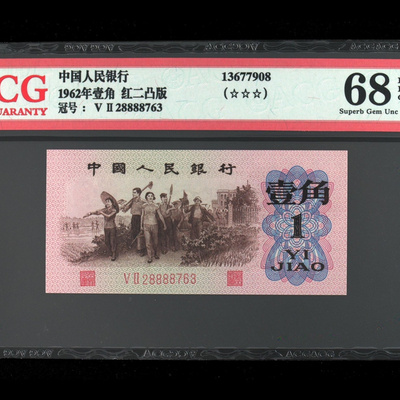 CG
GUARANTY
中国人民银行
1962年壹角 红二凸版
冠号： V II 28888763
13677908
(☆☆☆)
68
Superb Gem Unc
中國人民銀行
壹角
1
YI
JIAO
V II 28888763